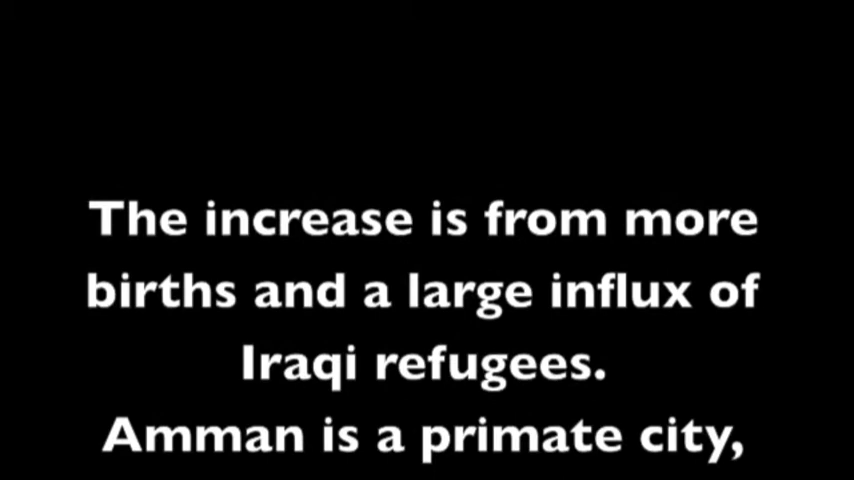 The increase is from more
births and a large influx of
Iraqi refugees.
Amman is a primate city,